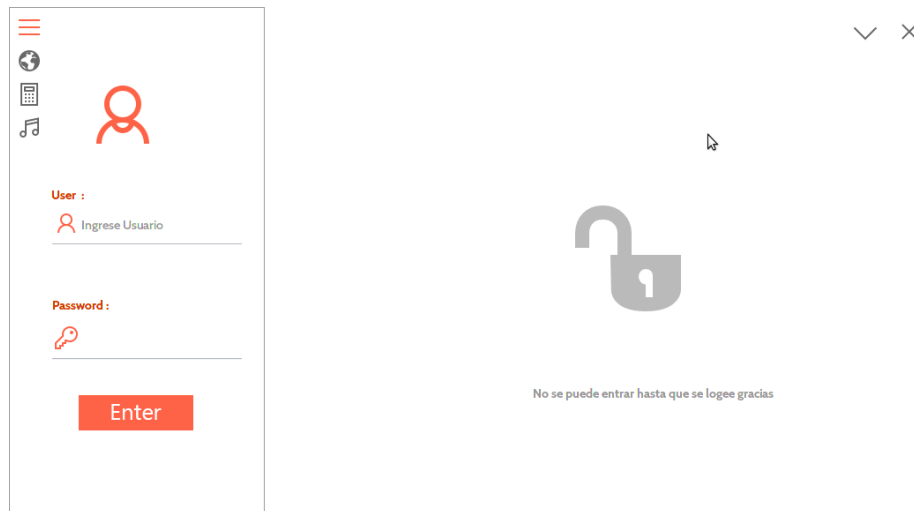 User :
Ingrese Usuario
Password :
Enter
No se puede entrar hasta que se logee gracias